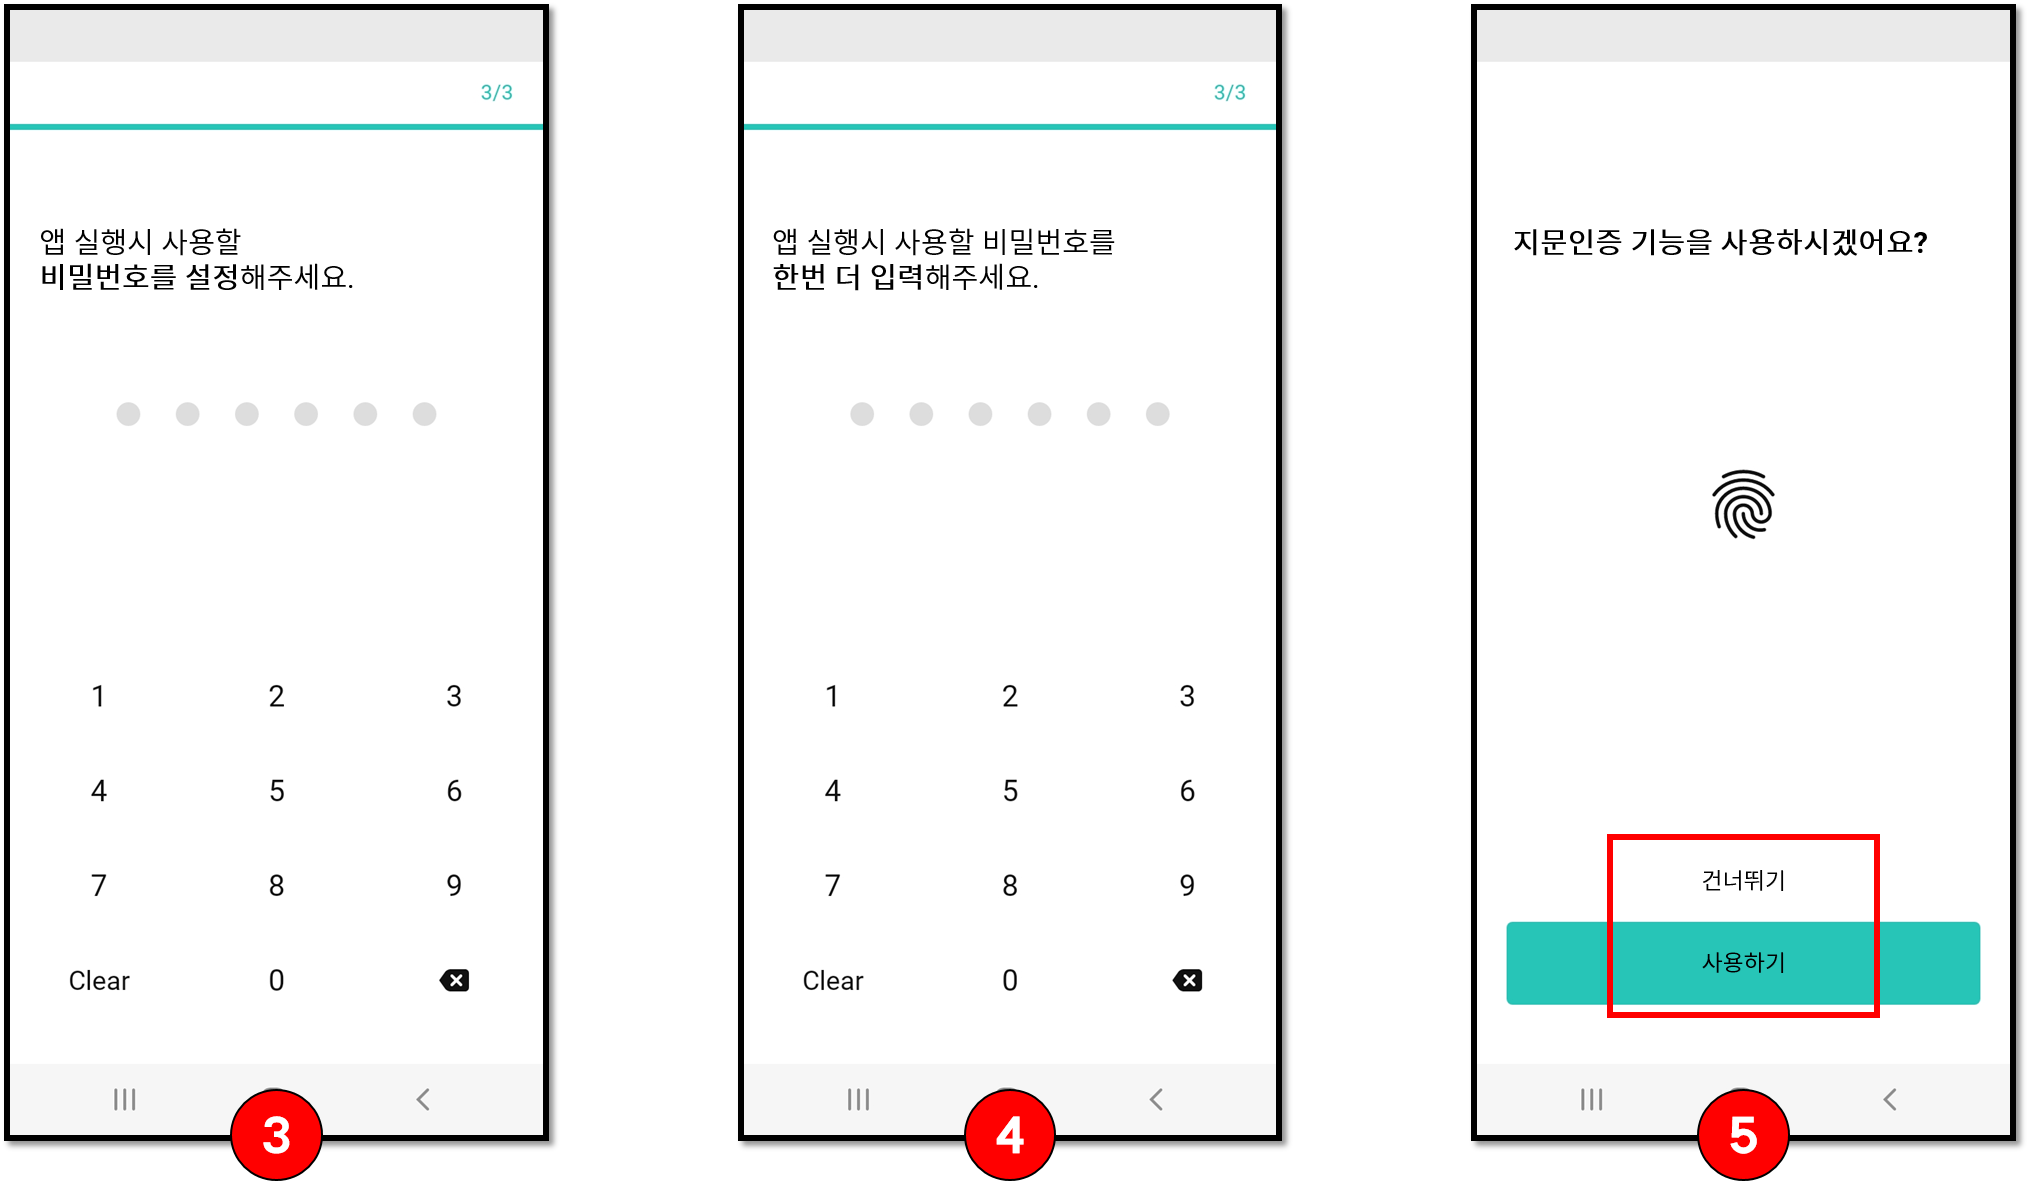 3/3
앱 실행시 사용할
비밀번호를 설정해주세요.
1 2 3
4 5 6
7 8 9
Clear 0
3
3/3
앱 실행시 사용할 비밀번호를
한번 더 입력해주세요.
1 2 3
4 5 6
7 8 9
Clear 0
4
지문인증 기능을 사용하시겠어요?
건너뛰기
사용하기
5